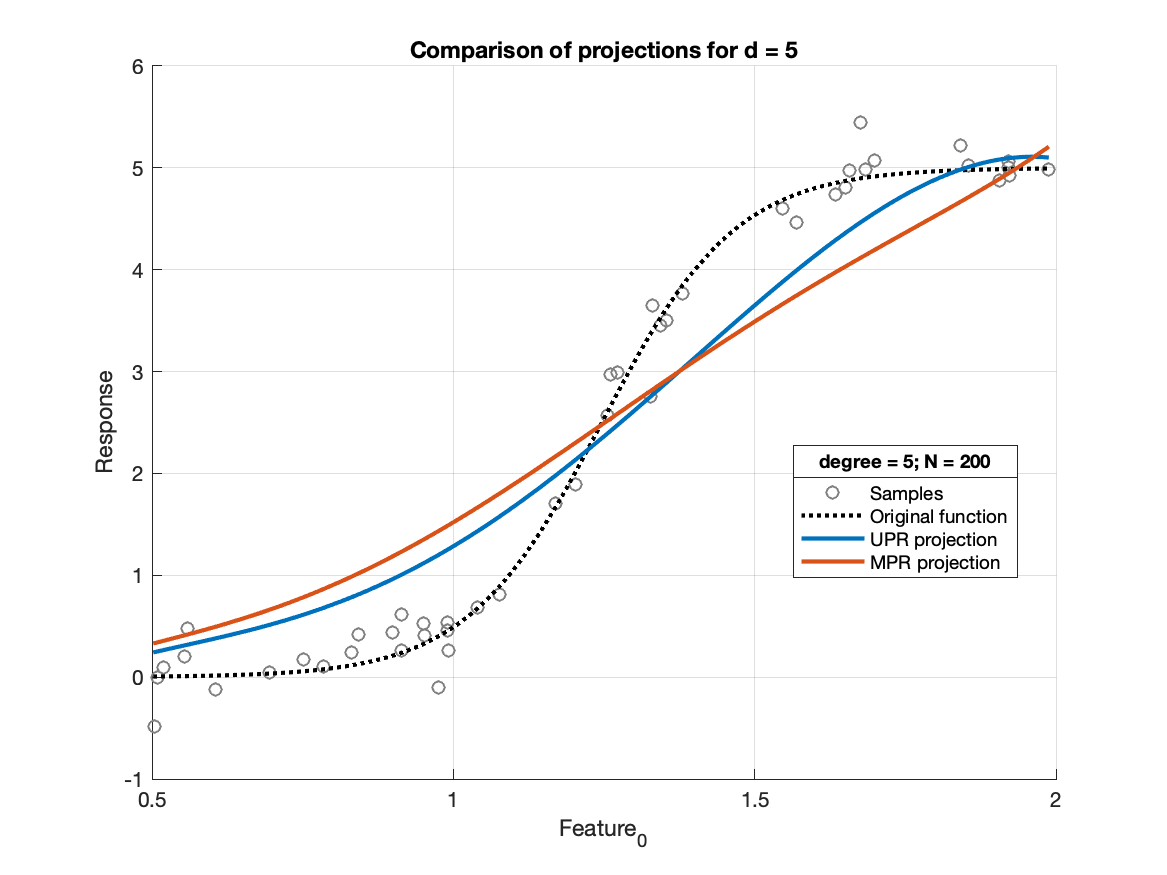 Comparison of projections for d = 5
6
5
4
3
2
1
0
-1
Response
0.5
1
1.5
2
Feature0
degree = 5; N = 200
Samples
Original function
UPR projection
MPR projection